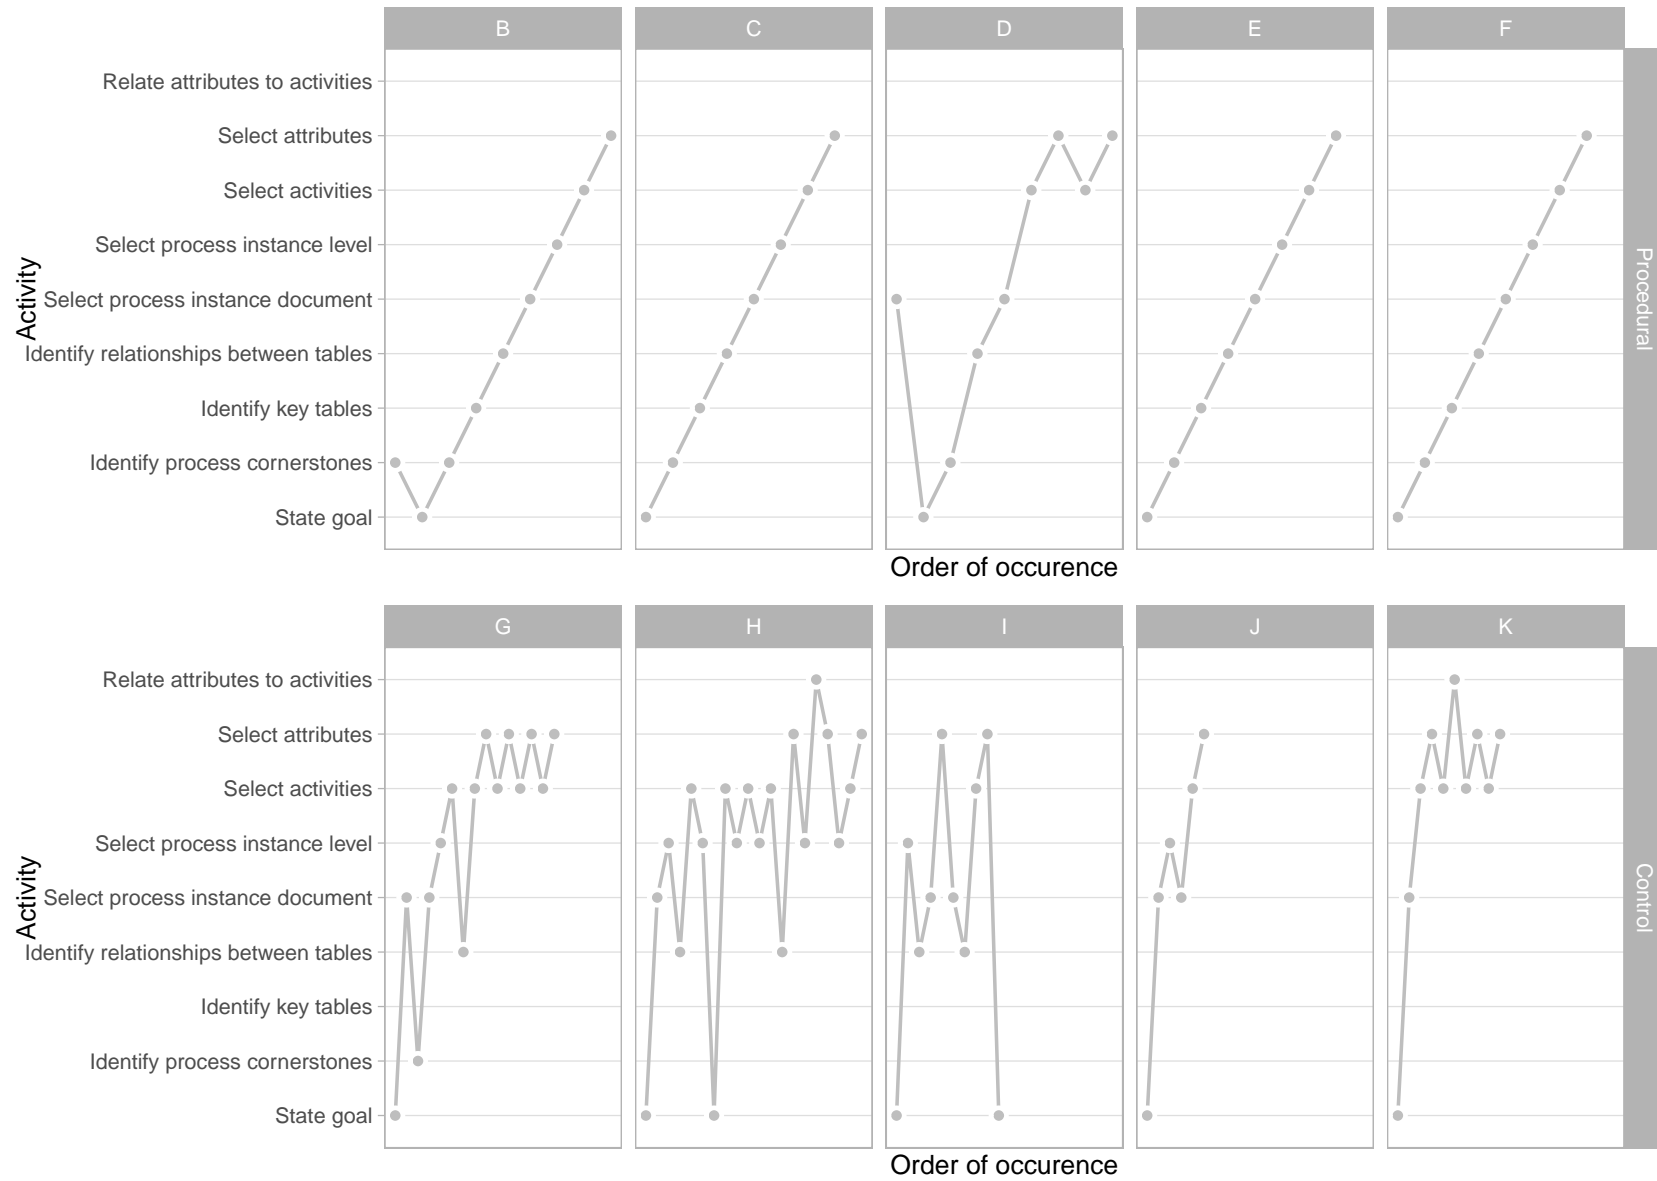 B C D E F
Relate attributes to activities
Select attributes
Select activities
Select process instance level
Select process instance document
Identify relationships between tables
Identify key tables
Identify process cornerstones
State goal
Activity
Procedural
Order of occurence
G H I J K
Relate attributes to activities
Select attributes
Select activities
Select process instance level
Select process instance document
Identify relationships between tables
Identify key tables
Identify process cornerstones
State goal
Activity
Control
Order of occurence